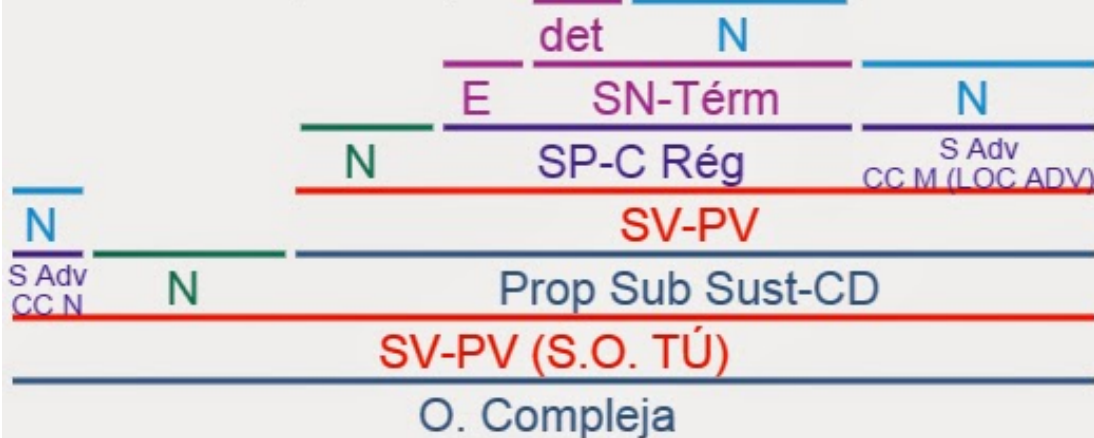 det N
E SN-Térm N
N SP-C Rég S Adv
CC M (LOC ADV)
N SV-PV
S Adv
CC N N Prop Sub Sust-CD
SV-PV (S.O. TÚ)
O. Compleja